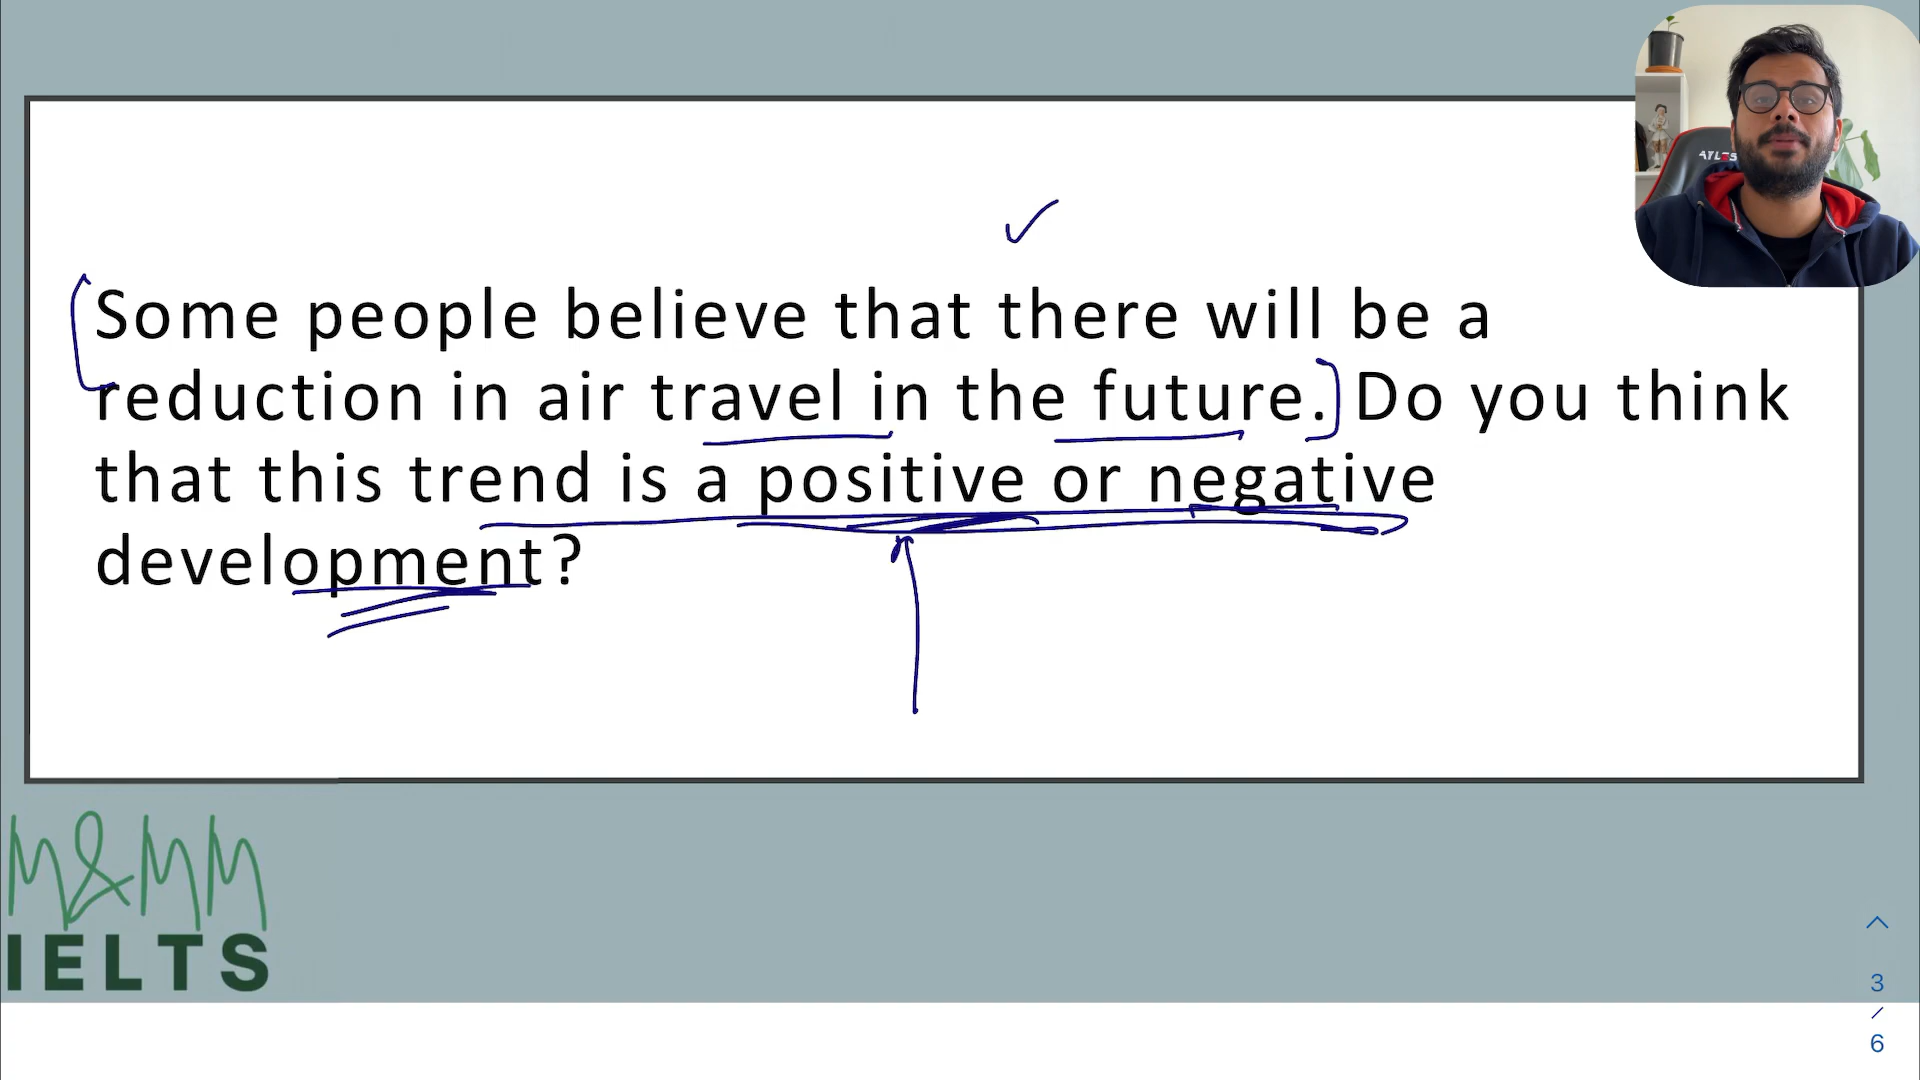 Some people believe that there will be a
reduction in air travel in the future. Do you think
that this trend is a positive or negative
development?
M&MM
IELTS
3
/
6